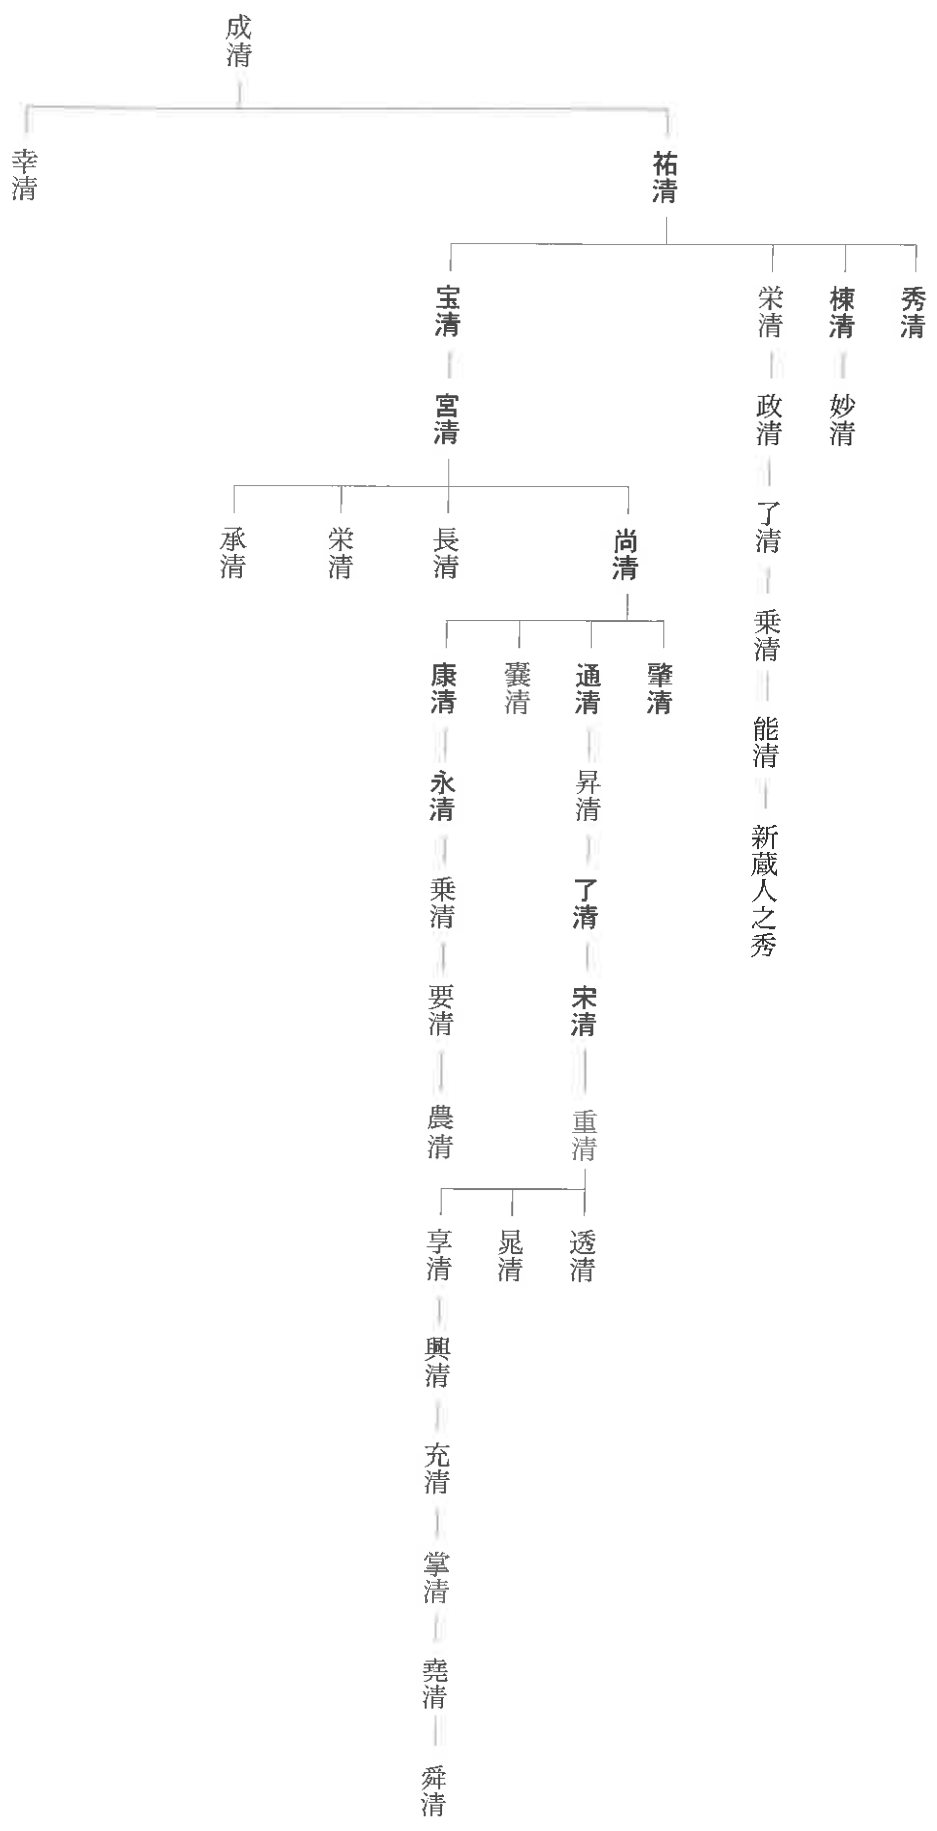 成清
幸清
祐清
宝清
栄清
棟清
秀清
宮清
政清
妙清
承清
栄清
長清
尚清
了清
乗清
能清
新蔵人之秀
康清
嚢清
通清
肇清
永清
昇清
乗清
了清
要清
宋清
農清
重清
享清
晁清
透清
興清
充清
掌清
堯清
舜清